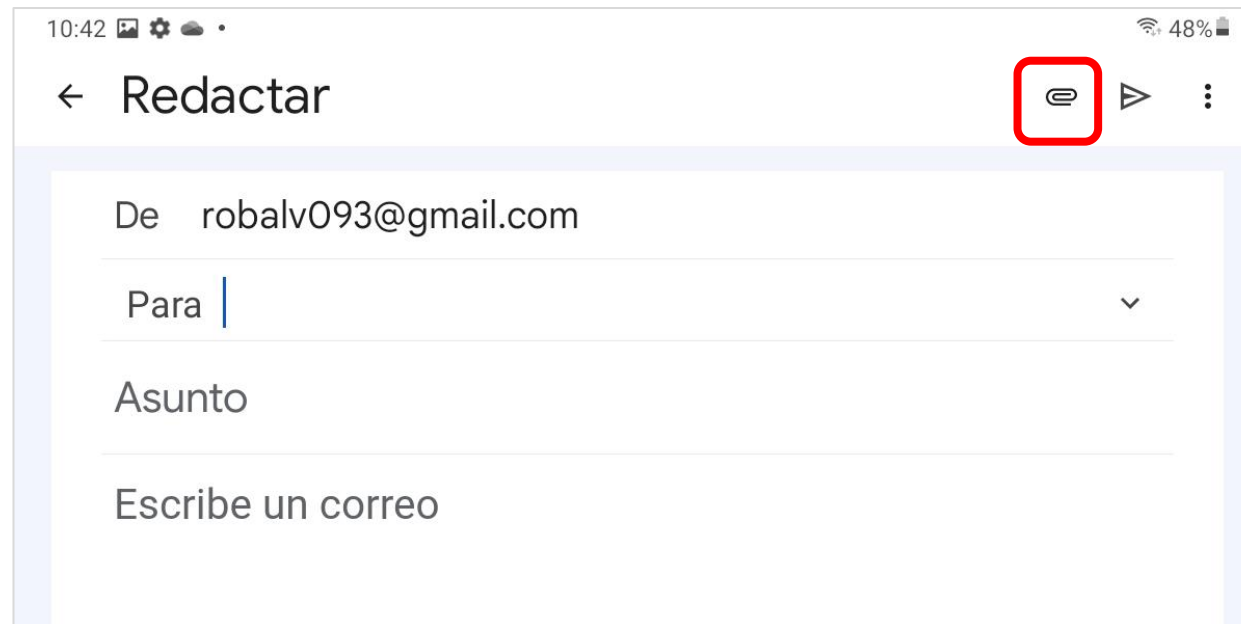 10:42 48%
Redactar
De robalv093@gmail.com
Para
Asunto
Escribe un correo